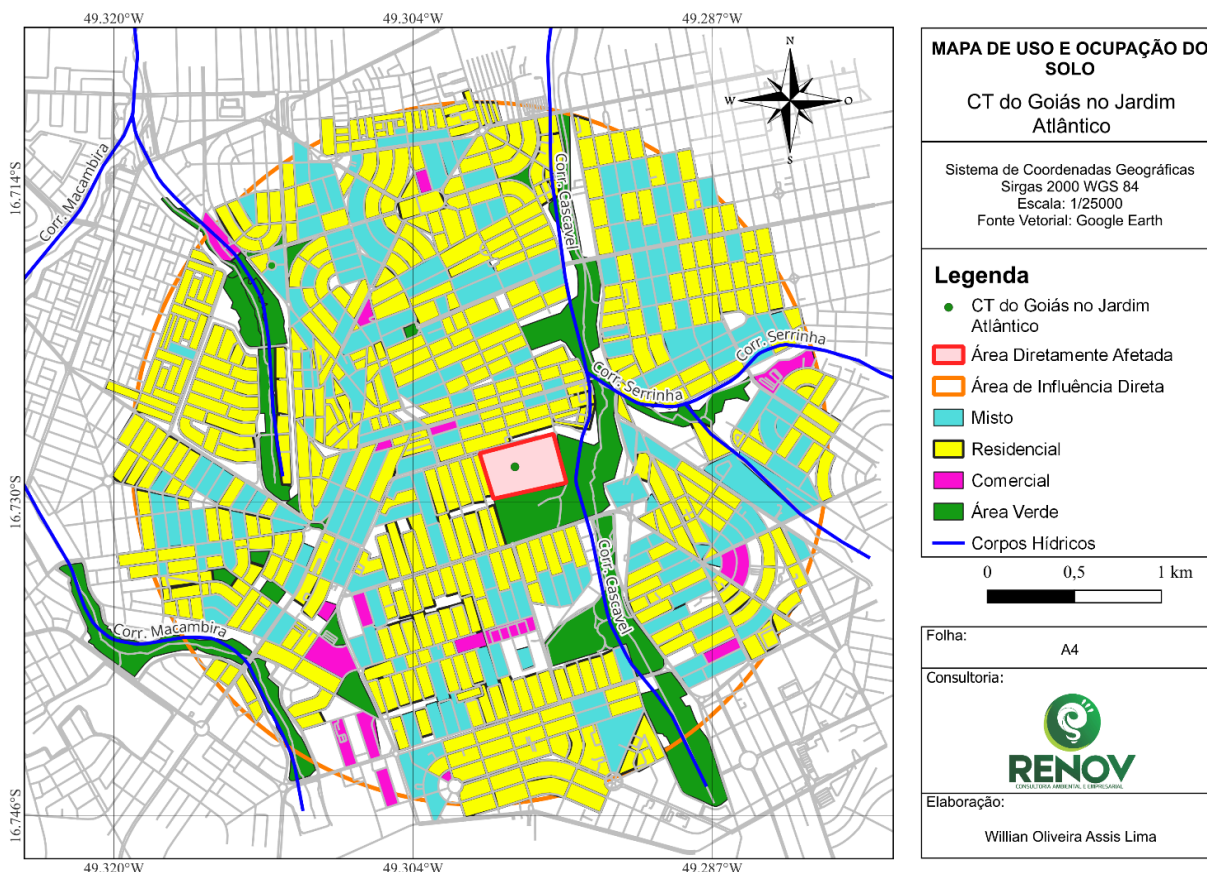 49.320°W
49.304°W
49.287°W
16.714°S
16.730°S
16.746°S
49.320°W
49.304°W
49.287°W
N
W
O
S
Corr. Macambira
Corr. Cascavel
Corr. Serrinha
Corr. Serrinha
Corr. Cascavel
Corr. Macambira
MAPA DE USO E OCUPAÇÃO DO
SOLO
CT do Goiás no Jardim
Atlântico
Sistema de Coordenadas Geográficas
Sirgas 2000 WGS 84
Escala: 1/25000
Fonte Vetorial: Google Earth
Legenda
CT do Goiás no Jardim
Atlântico
Área Diretamente Afetada
Área de Influência Direta
Misto
Residencial
Comercial
Área Verde
Corpos Hídricos
0 0,5 1 km
Folha:
A4
Consultoria:
RENOV
CONSULTORIA AMBIENTAL E EMPRESARIAL
Elaboração:
Willian Oliveira Assis Lima